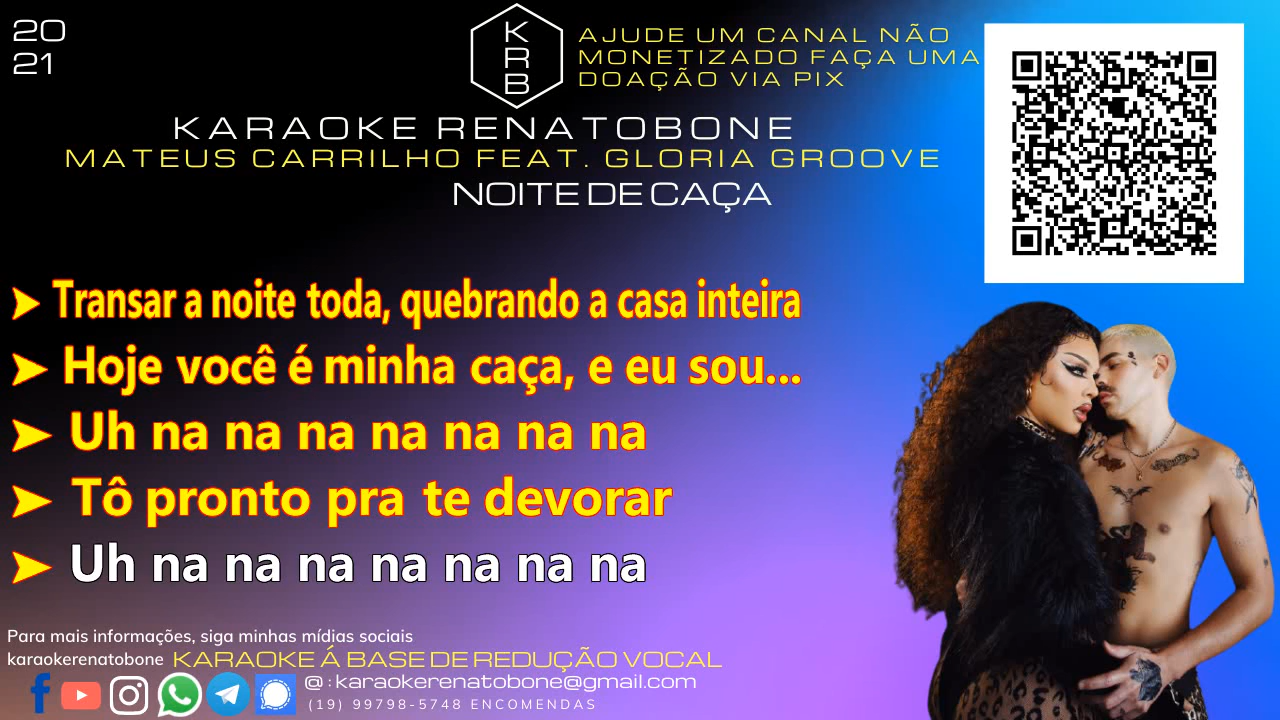 20
21
K
R
B
AJUDE UM CANAL NÃO
MONETIZADO FAÇA UMA
DOAÇÃO VIA PIX
KARAOKE RENATOBONE
MATEUS CARRILHO FEAT. GLORIA GROOVE
NOITE DE CAÇA
➤ Transar a noite toda, quebrando a casa inteira
➤ Hoje você é minha caça, e eu sou...
➤ Uh na na na na na na na
➤ Tô pronto pra te devorar
➤ Uh na na na na na na na
Para mais informações, siga minhas mídias sociais
karaokerenatobone KARAOKE Á BASE DE REDUÇÃO VOCAL
@ : karaokerenatobone@gmail.com
(19) 99798-5748 ENCOMENDAS